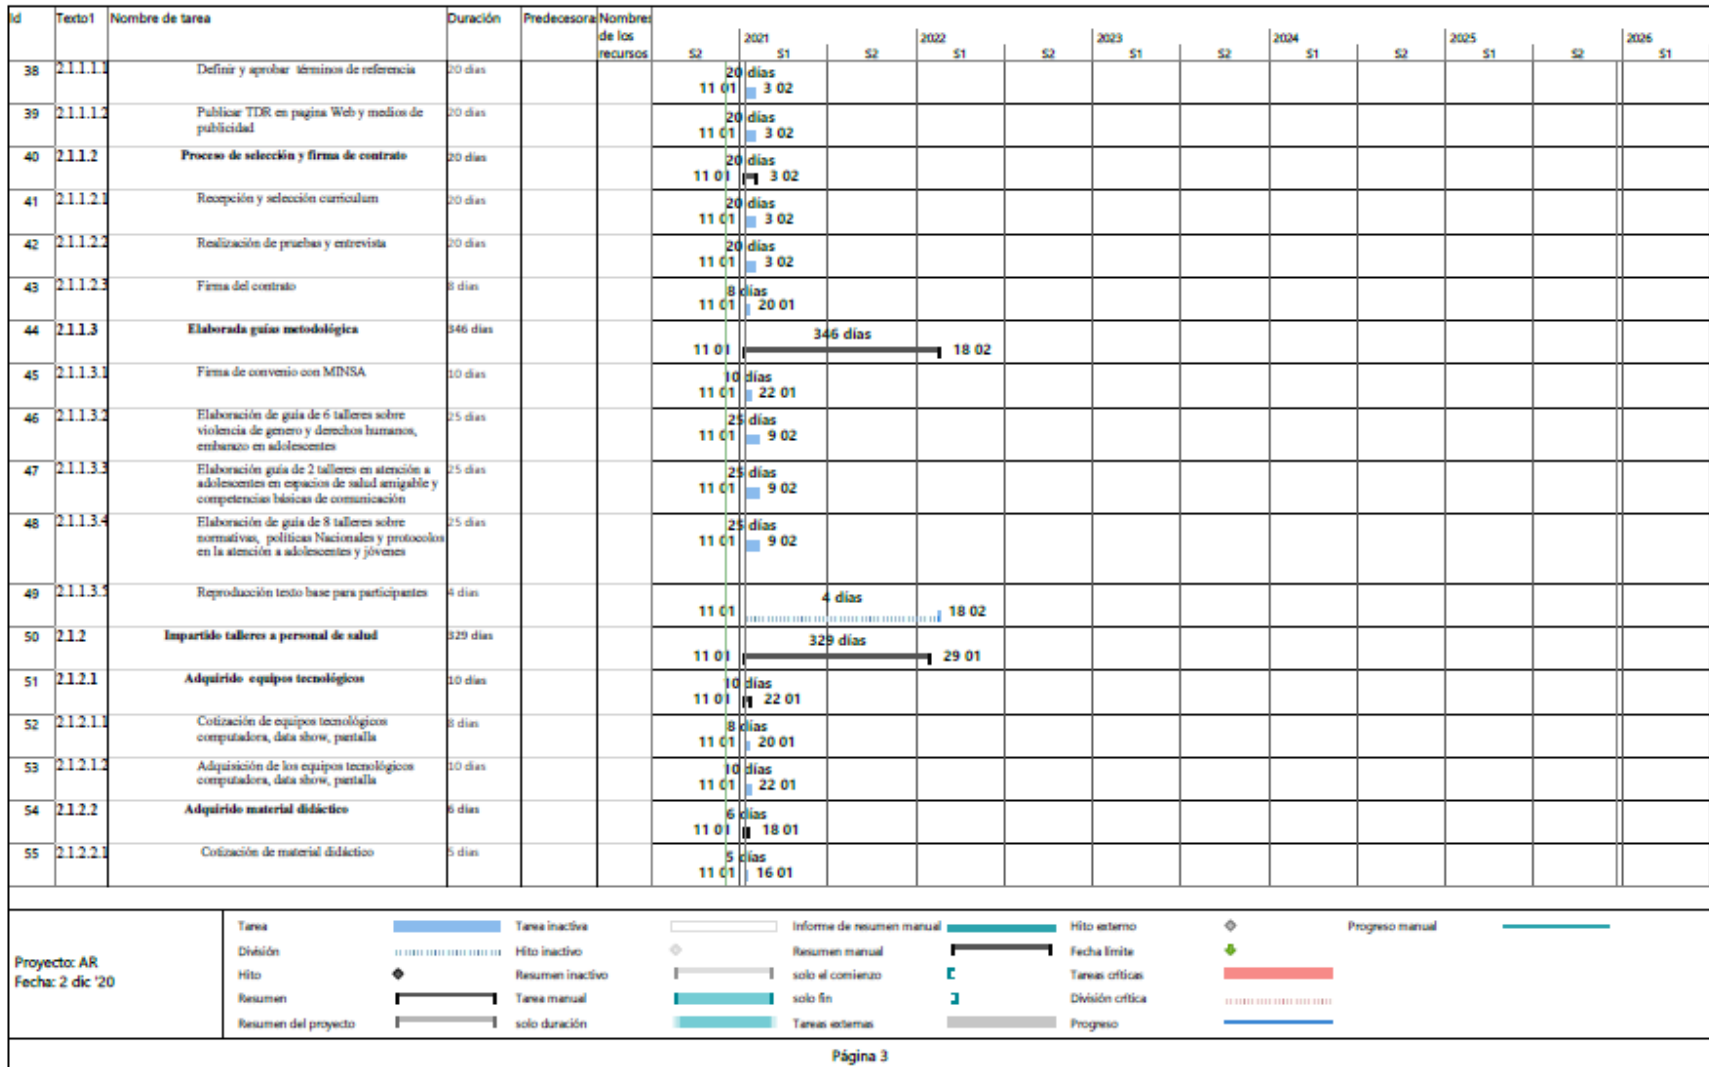 Id Texto1 Nombre de tarea Duración Predecesora Nombres
de los
recursos
2021 2022 2023 2024 2025 2026
S2 S1 S2 S1 S2 S1 S2 S1 S2 S1 S2 S1
38 2.1.1.1.1 Definir y aprobar términos de referencia 20 dias 20 días
11 01 3 02
39 2.1.1.1.2 Publicar TDR en pagina Web y medios de
publicidad 20 dias 20 días
11 01 3 02
40 2.1.1.2 Proceso de selección y firma de contrato 20 dias 20 días
11 01 3 02
41 2.1.1.2.1 Recepción y selección curriculum 20 dias 20 días
11 01 3 02
42 2.1.1.2.2 Realización de pruebas y entrevista 20 dias 20 días
11 01 3 02
43 2.1.1.2.3 Firma del contrato 8 dias 8 días
11 01 20 01
44 2.1.1.3 Elaborada guías metodológica 346 dias 346 días
11 01 18 02
45 2.1.1.3.1 Firma de convenio con MINSA 10 dias 10 días
11 01 22 01
46 2.1.1.3.2 Elaboración de guia de 6 talleres sobre
violencia de genero y derechos humanos,
embarazo en adolescentes 25 dias 25 días
11 01 9 02
47 2.1.1.3.3 Elaboración guia de 2 talleres en atención a
adolescentes en espacios de salud amigable y
competencias básicas de comunicación 25 dias 25 días
11 01 9 02
48 2.1.1.3.4 Elaboración de guia de 8 talleres sobre
normativas, políticas Nacionales y protocolos
en la atención a adolescentes y jóvenes 25 dias 25 días
11 01 9 02
49 2.1.1.3.5 Reproducción texto base para participantes 4 dias 4 días
11 01 18 02
50 2.1.2 Impartido talleres a personal de salud 329 dias 329 días
11 01 29 01
51 2.1.2.1 Adquirido equipos tecnológicos 10 dias 10 días
11 01 22 01
52 2.1.2.1.1 Cotización de equipos tecnológicos
computadora, data show, pantalla 8 dias 8 días
11 01 20 01
53 2.1.2.1.2 Adquisición de los equipos tecnológicos
computadora, data show, pantalla 10 dias 10 días
11 01 22 01
54 2.1.2.2 Adquirido material didáctico 6 dias 6 días
11 01 18 01
55 2.1.2.2.1 Cotización de material didáctico 5 dias 5 días
11 01 16 01
Proyecto: AR
Fecha: 2 dic '20
Tarea Tarea inactiva Informe de resumen manual Hito externo Progreso manual
División Hito inactivo Resumen manual Fecha límite
Hito Resumen inactivo solo el comienzo Tareas críticas
Resumen Tarea manual solo fin División crítica
Resumen del proyecto solo duración Tareas externas Progreso
Página 3